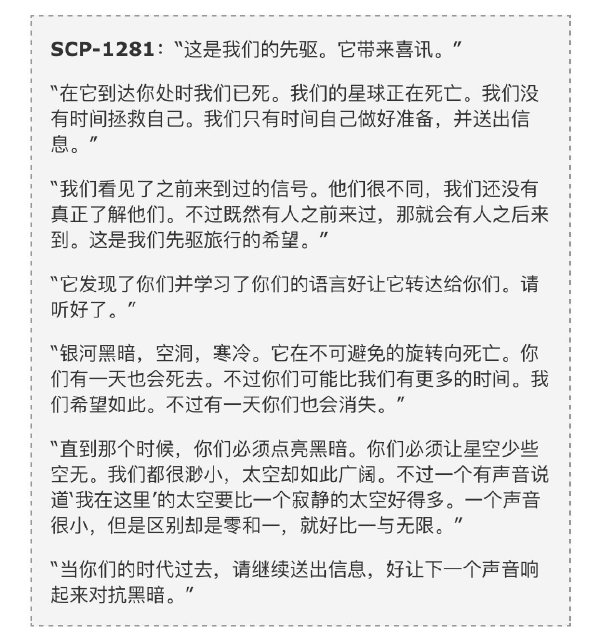 SCP-1281：“这是我们的先驱。它带来喜讯。”
“在它到达你处时我们已死。我们的星球正在死亡。我们没
有时间拯救自己。我们只有时间自己做好准备，并送出信
息。”
“我们看见了之前来到过的信号。他们很不同，我们还没有
真正了解他们。不过既然有人之前来过，那就会有人之后来
到。这是我们先驱旅行的希望。”
“它发现了你们并学习了你们的语言好让它转达给你们。请
听好了。”
“银河黑暗，空洞，寒冷。它在不可避免的旋转向死亡。你
们有一天也会死去。不过你们可能比我们有更多的时间。我
们希望如此。不过有一天你们也会消失。”
“直到那个时候，你们必须点亮黑暗。你们必须让星空少些
空无。我们都很渺小，太空却如此广阔。不过一个有声音说
道‘我在这里’的太空要比一个寂静的太空好得多。一个声音
很小，但是区别却是零和一，就好比一与无限。”
“当你们的时代过去，请继续送出信息，好让下一个声音响
起来对抗黑暗。”